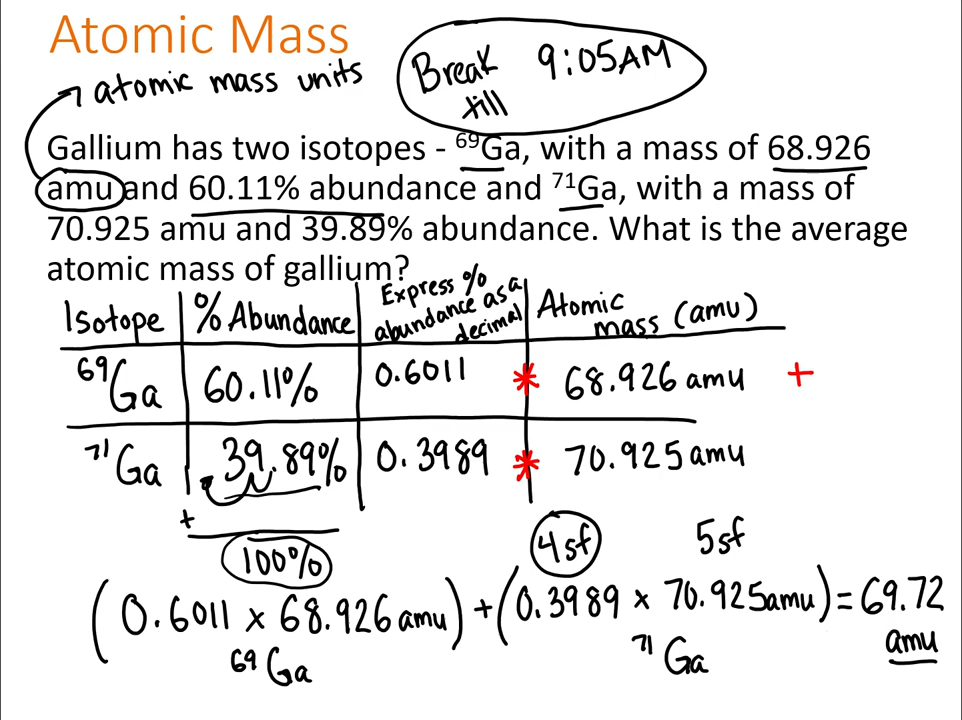 Atomic Mass
atomic mass units
Break 9:05AM
till
Gallium has two isotopes - ⁶⁹Ga, with a mass of 68.926
amu and 60.11% abundance and ⁷¹Ga, with a mass of
70.925 amu and 39.89% abundance. What is the average
atomic mass of gallium?
Isotope % Abundance Express % abundance as a decimal Atomic mass (amu)
⁶⁹Ga 60.11% 0.6011 * 68.926 amu +
⁷¹Ga 39.89% 0.3989 * 70.925 amu
+
100% 4sf 5sf
(0.6011 x 68.926 amu) + (0.3989 x 70.925amu) = 69.72
amu
⁶⁹Ga ⁷¹Ga